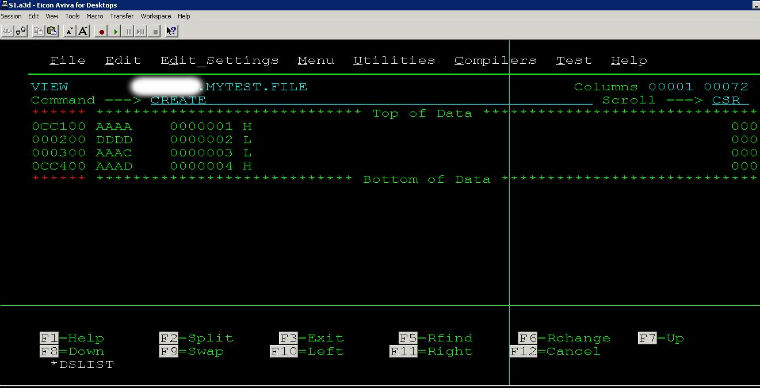 S1.a3d - Eicon Aviva for Desktops
Session Edit View Tools Macro Transfer Workspace Help
File Edit Edit_Settings Menu Utilities Compilers Test Help
VIEW .MYTEST.FILE Columns 00001 00072
Command ---> CREATE Scroll ---> CSR
****** **************************** Top of Data ******************************
0CC100 AAAA 0000001 H 000
000200 DDDD 0000002 L 000
000300 AAAC 0000003 L 000
0CC400 AAAD 0000004 H 000
****** **************************** Bottom of Data ****************************
F1=Help F2=Split F3=Exit F5=Rfind F6=Rchange F7=Up
F8=Down F9=Swap F10=Left F11=Right F12=Cancel
*DSLIST